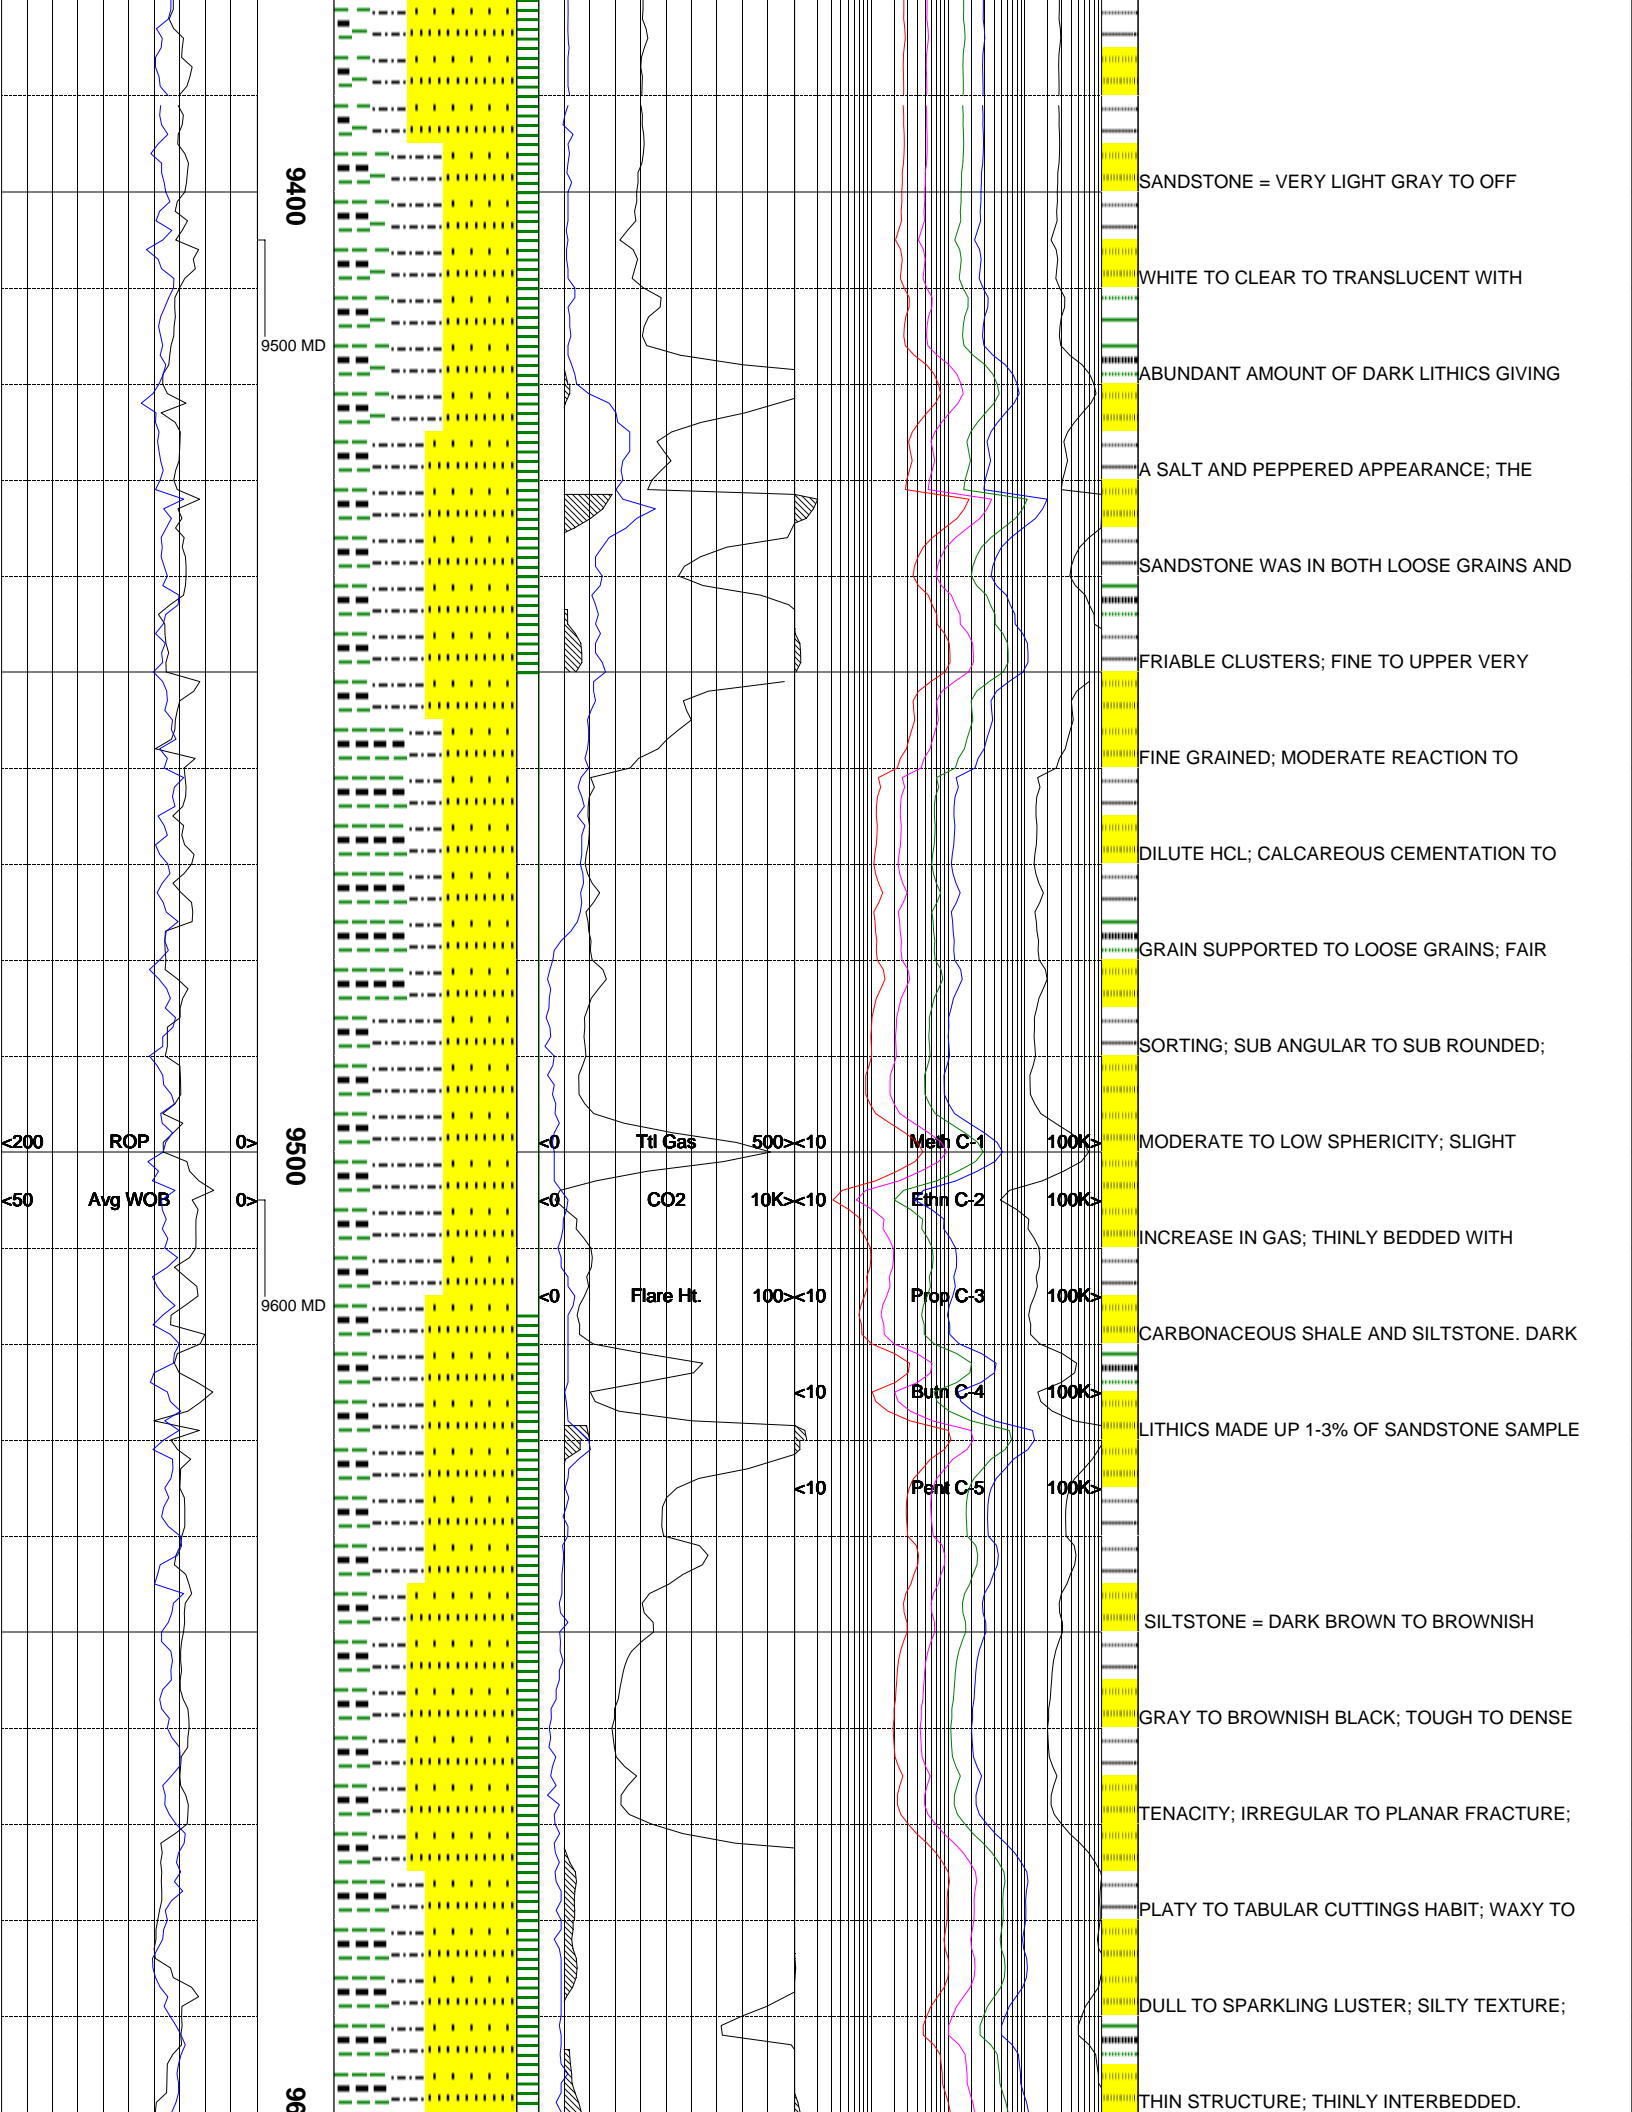 9400
SANDSTONE = VERY LIGHT GRAY TO OFF
WHITE TO CLEAR TO TRANSLUCENT WITH
9500 MD
ABUNDANT AMOUNT OF DARK LITHICS GIVING
A SALT AND PEPPERED APPEARANCE; THE
SANDSTONE WAS IN BOTH LOOSE GRAINS AND
FRIABLE CLUSTERS; FINE TO UPPER VERY
FINE GRAINED; MODERATE REACTION TO
DILUTE HCL; CALCAREOUS CEMENTATION TO
GRAIN SUPPORTED TO LOOSE GRAINS; FAIR
SORTING; SUB ANGULAR TO SUB ROUNDED;
<200 ROP 0> 9500 <0 Ttl Gas 500> <10 Meth C-1 100K> MODERATE TO LOW SPHERICITY; SLIGHT
<50 Avg WOB 0> <0 CO2 10K> <10 Ethn C-2 100K>
INCREASE IN GAS; THINLY BEDDED WITH
9600 MD <0 Flare Ht. 100> <10 Prop C-3 100K>
CARBONACEOUS SHALE AND SILTSTONE. DARK
<10 Butn C-4 100K>
LITHICS MADE UP 1-3% OF SANDSTONE SAMPLE
<10 Pent C-5 100K>
SILTSTONE = DARK BROWN TO BROWNISH
GRAY TO BROWNISH BLACK; TOUGH TO DENSE
TENACITY; IRREGULAR TO PLANAR FRACTURE;
PLATY TO TABULAR CUTTINGS HABIT; WAXY TO
DULL TO SPARKLING LUSTER; SILTY TEXTURE;
96
THIN STRUCTURE; THINLY INTERBEDDED.